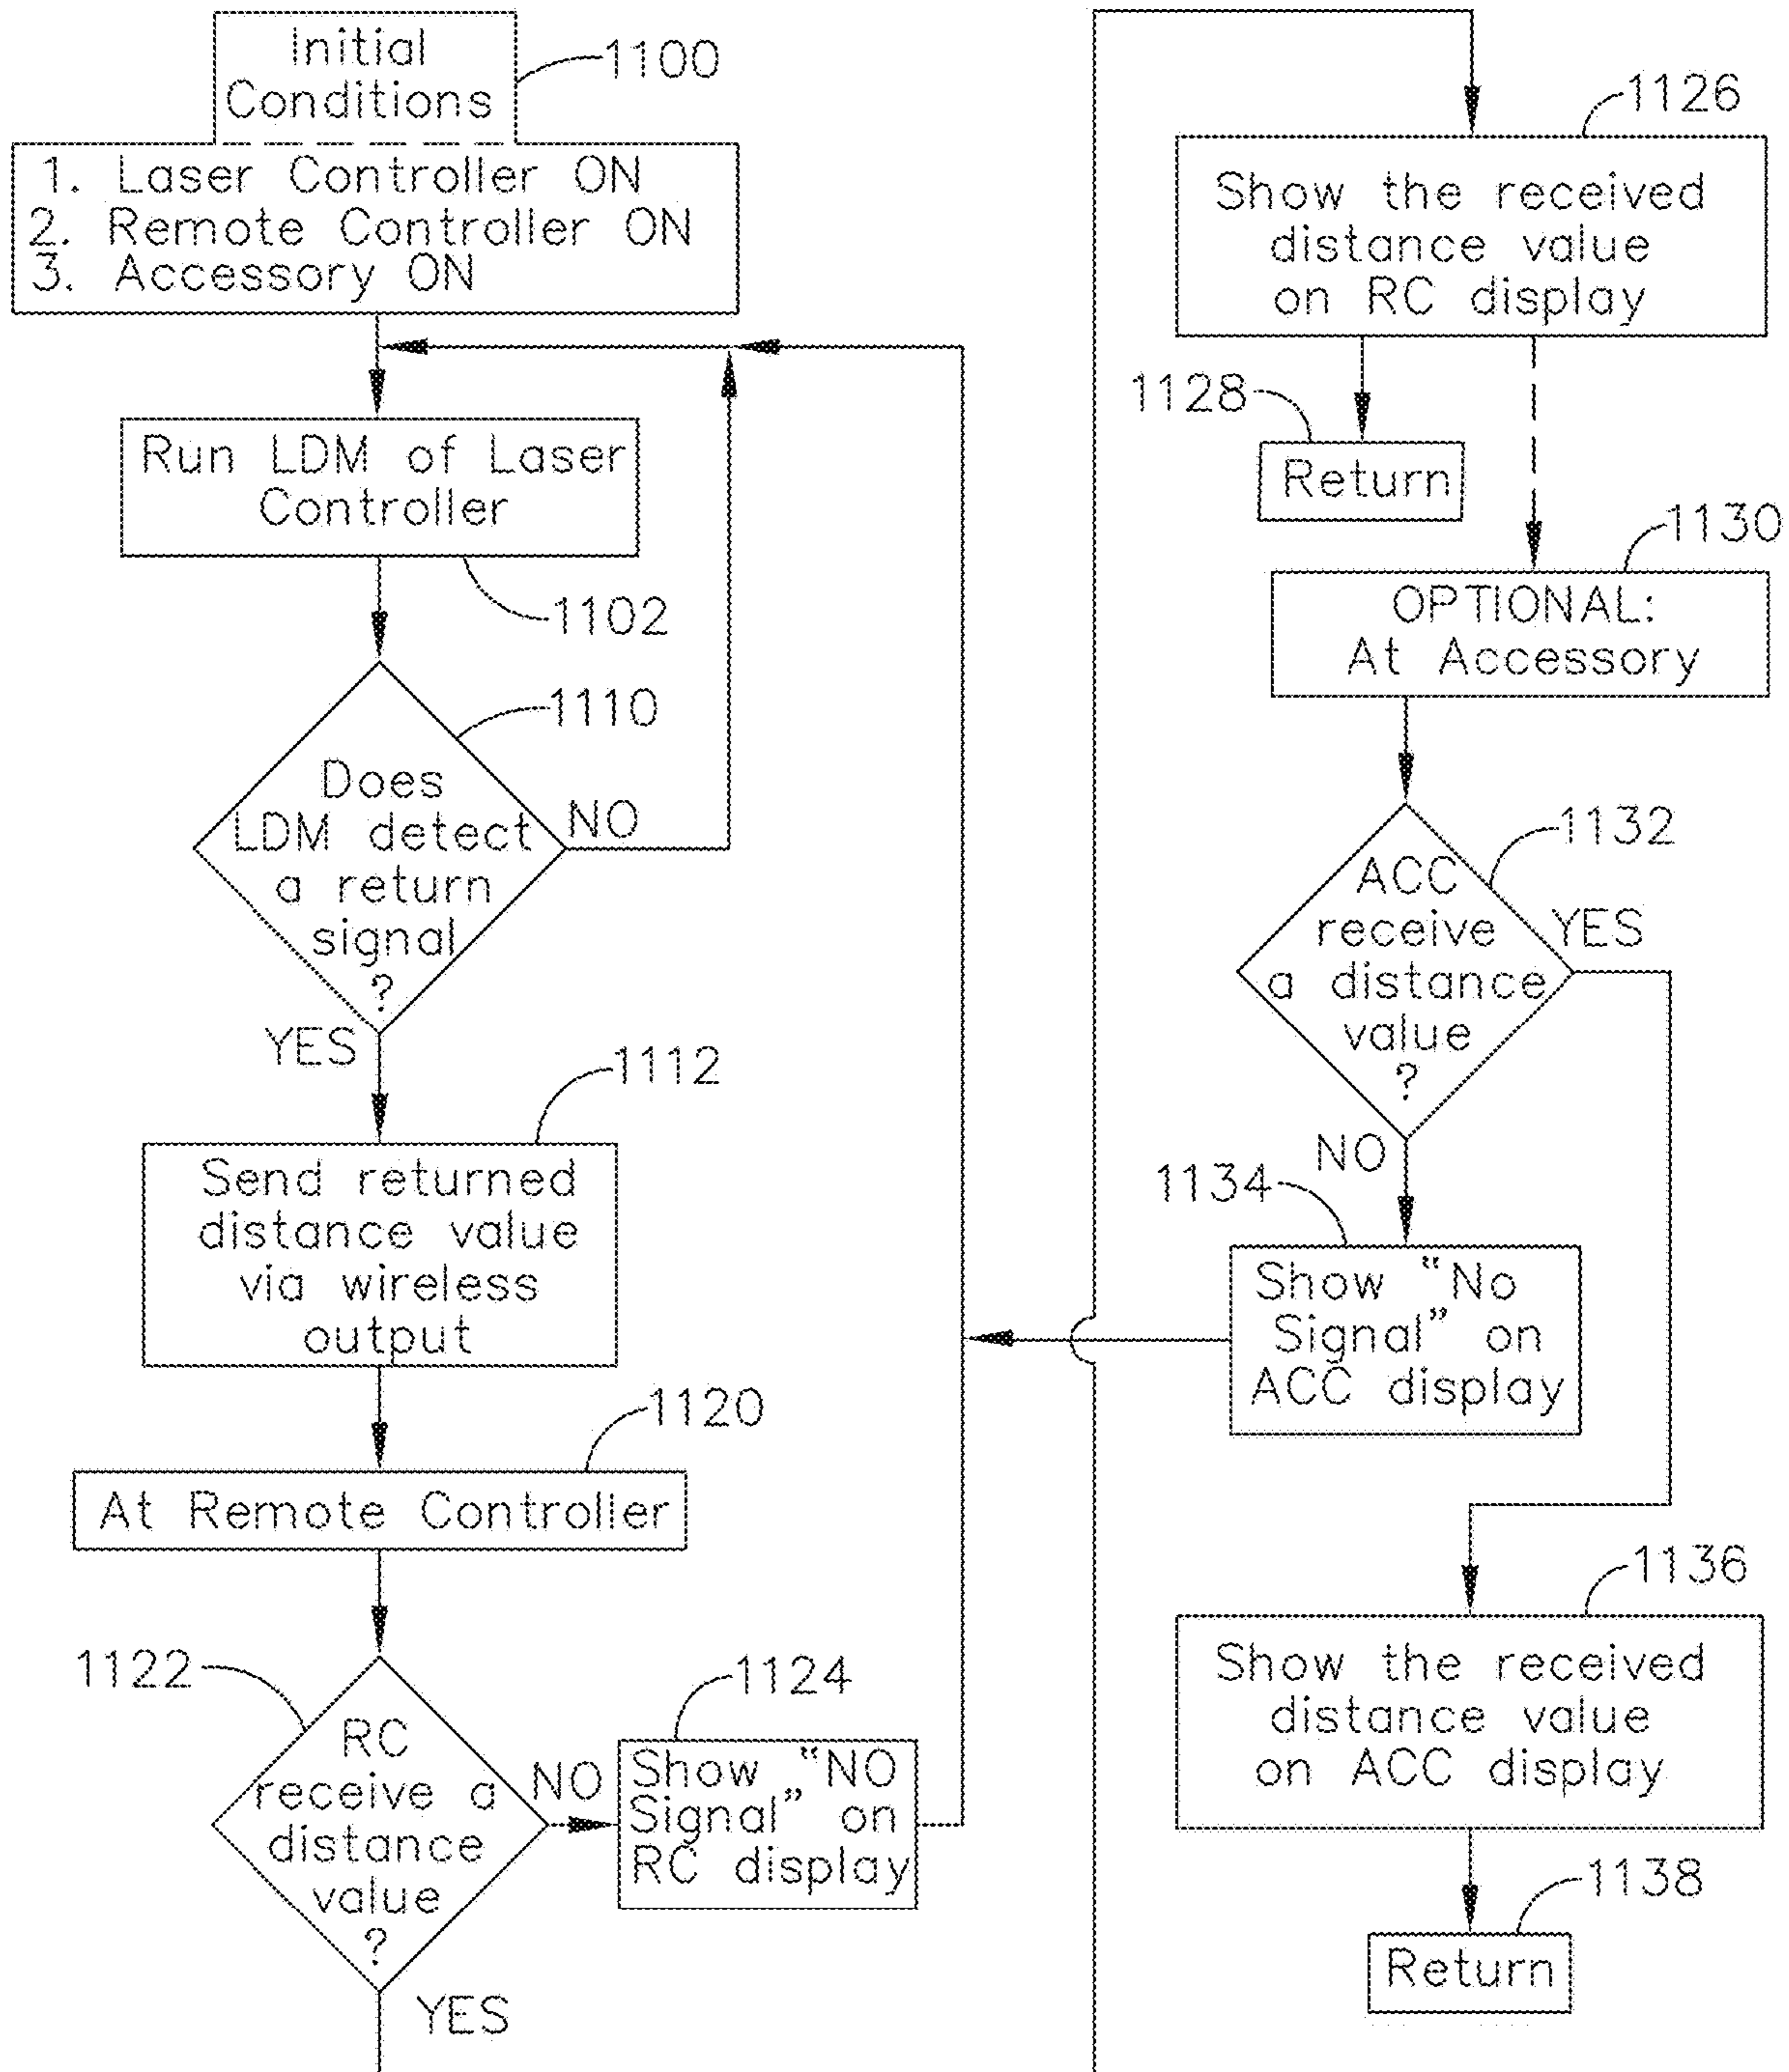 Initial
Conditions
1100
1. Laser Controller ON
2. Remote Controller ON
3. Accessory ON
Run LDM of Laser
Controller
1102
1110
Does
LDM detect
a return
signal
?
NO
YES
1112
Send returned
distance value
via wireless
output
1120
At Remote Controller
1122
RC
receive a
distance
value
?
NO
1124
Show "NO
Signal" on
RC display
YES
1126
Show the received
distance value
on RC display
1128
Return
1130
OPTIONAL:
At Accessory
1132
ACC
receive
a distance
value
?
YES
NO
1134
Show "No
Signal" on
ACC display
1136
Show the received
distance value
on ACC display
1138
Return